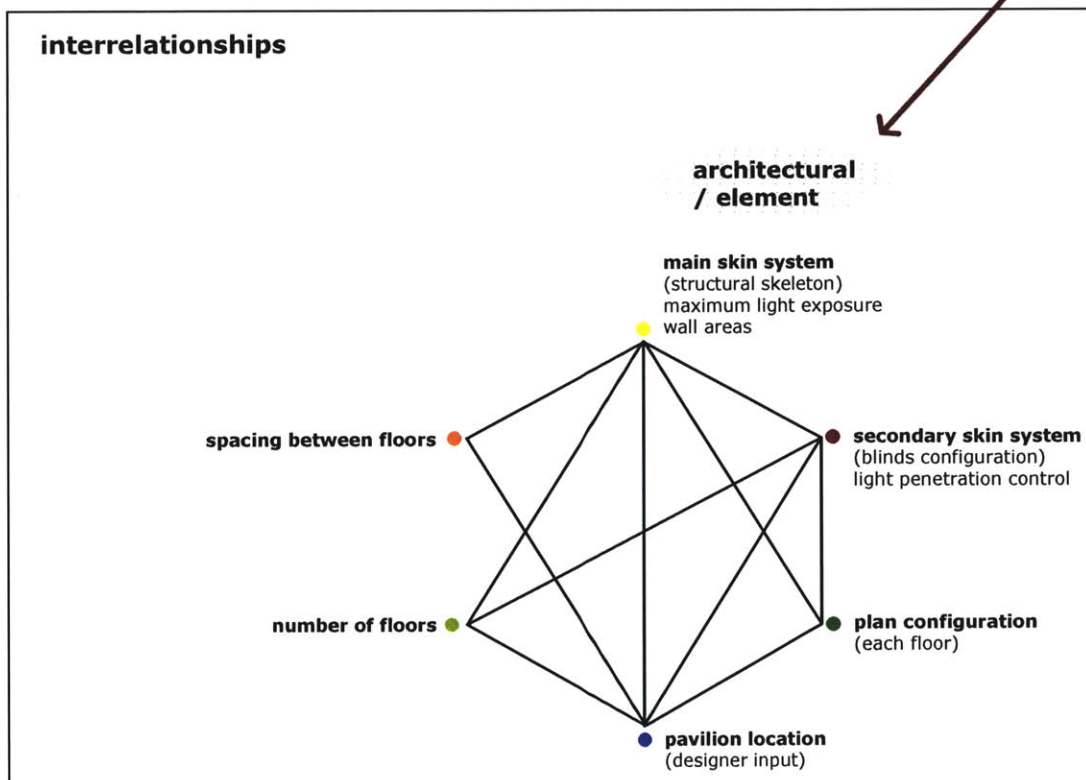 interrelationships
architectural
/ element
main skin system
(structural skeleton)
maximum light exposure
wall areas
spacing between floors
secondary skin system
(blinds configuration)
light penetration control
number of floors
plan configuration
(each floor)
pavilion location
(designer input)